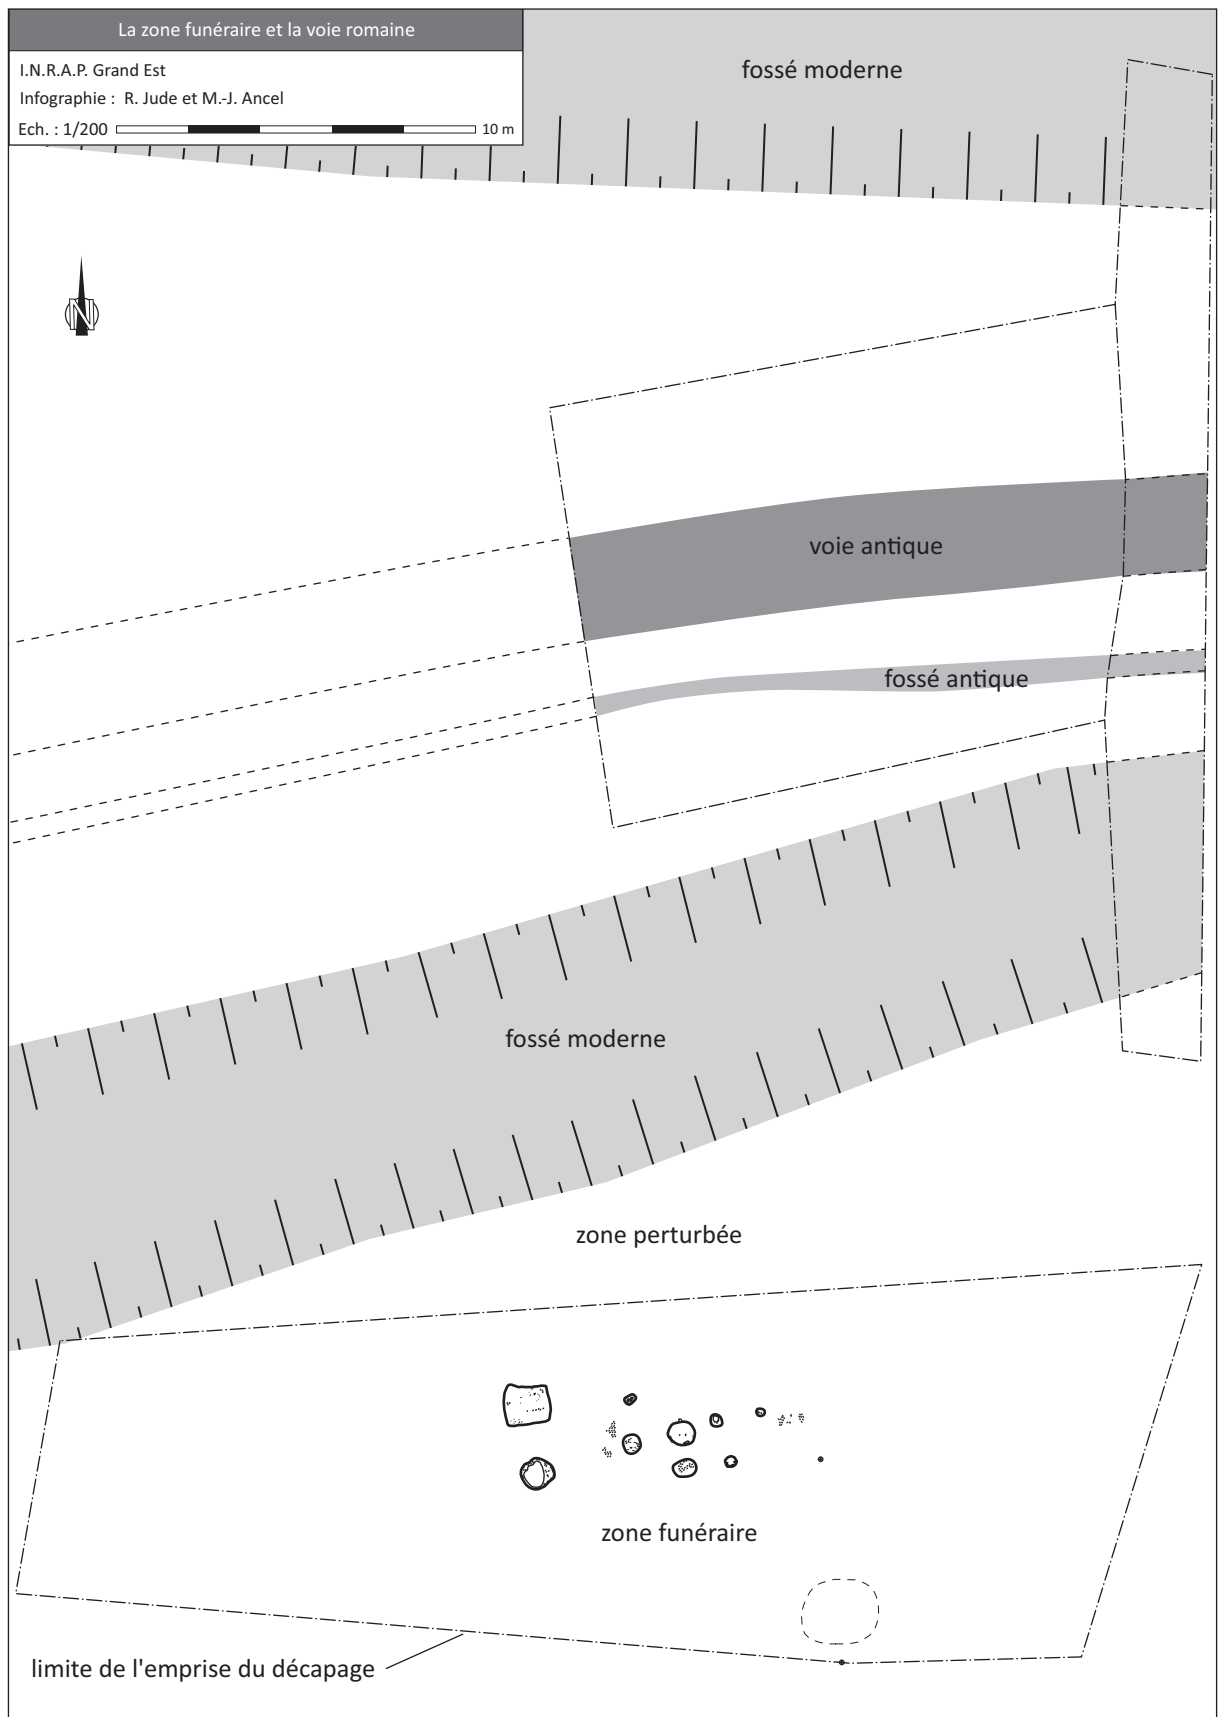 La zone funéraire et la voie romaine
I.N.R.A.P. Grand Est
Infographie : R. Jude et M.-J. Ancel
Ech. : 1/200 10 m
fossé moderne
N
voie antique
fossé antique
fossé moderne
zone perturbée
zone funéraire
limite de l'emprise du décapage